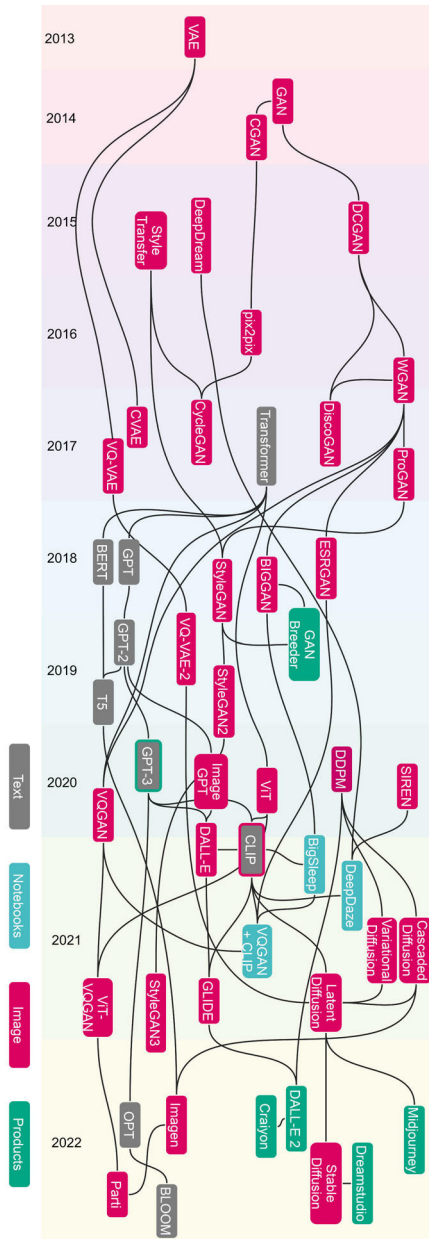 2013
2014
2015
2016
2017
2018
2019
2020
2021
2022
VAE
GAN
CGAN
DCGAN
DeepDream
Style
Transfer
pix2pix
WGAN
CVAE
VQ-VAE
CycleGAN
Transformer
DiscoGAN
ProGAN
BERT
GPT
StyleGAN
BIGGAN
ESRGAN
GAN
Breeder
VQ-VAE-2
GPT-2
T5
StyleGAN2
GPT-3
Image
GPT
ViT
DDPM
SIREN
VQGAN
DALL-E
CLIP
BigSleep
DeepDaze
VQGAN
+ CLIP
Variational
Diffusion
Cascaded
Diffusion
ViT-
VQGAN
StyleGAN3
GLIDE
Latent
Diffusion
OPT
Imagen
Craiyon
DALL-E 2
Midjourney
Parti
BLOOM
Stable
Diffusion
Dreamstudio
Text
Notebooks
Image
Products